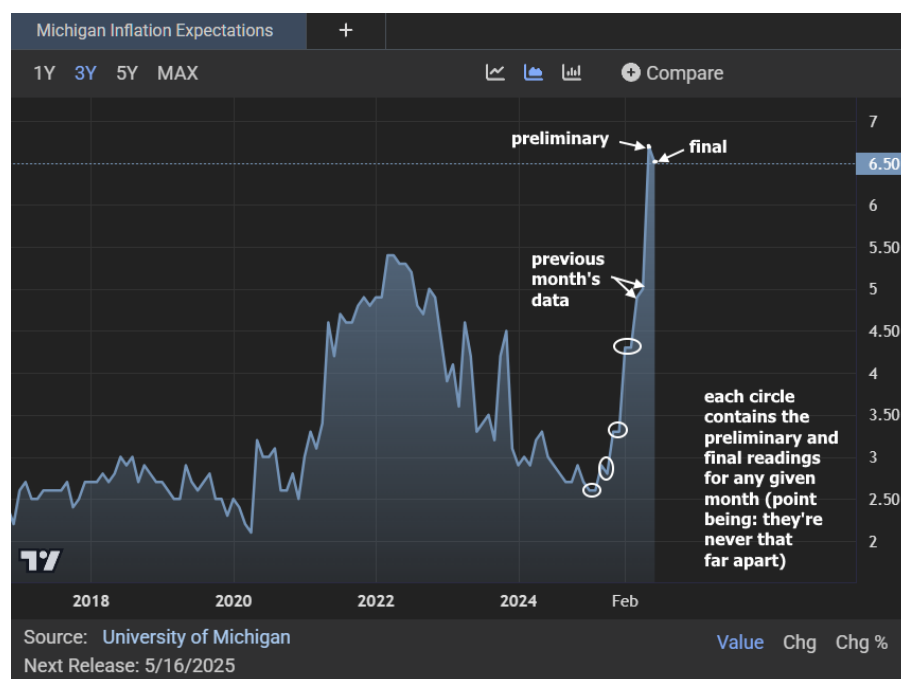 Michigan Inflation Expectations
+
1Y 3Y 5Y MAX
+ Compare
preliminary
final
previous
month's
data
each circle
contains the
preliminary and
final readings
for any given
month (point
being: they're
never that
far apart)
7
6.50
6
5.50
5
4.50
4
3.50
3
2.50
2
2018 2020 2022 2024 Feb
Source: University of Michigan
Next Release: 5/16/2025
Value Chg Chg %